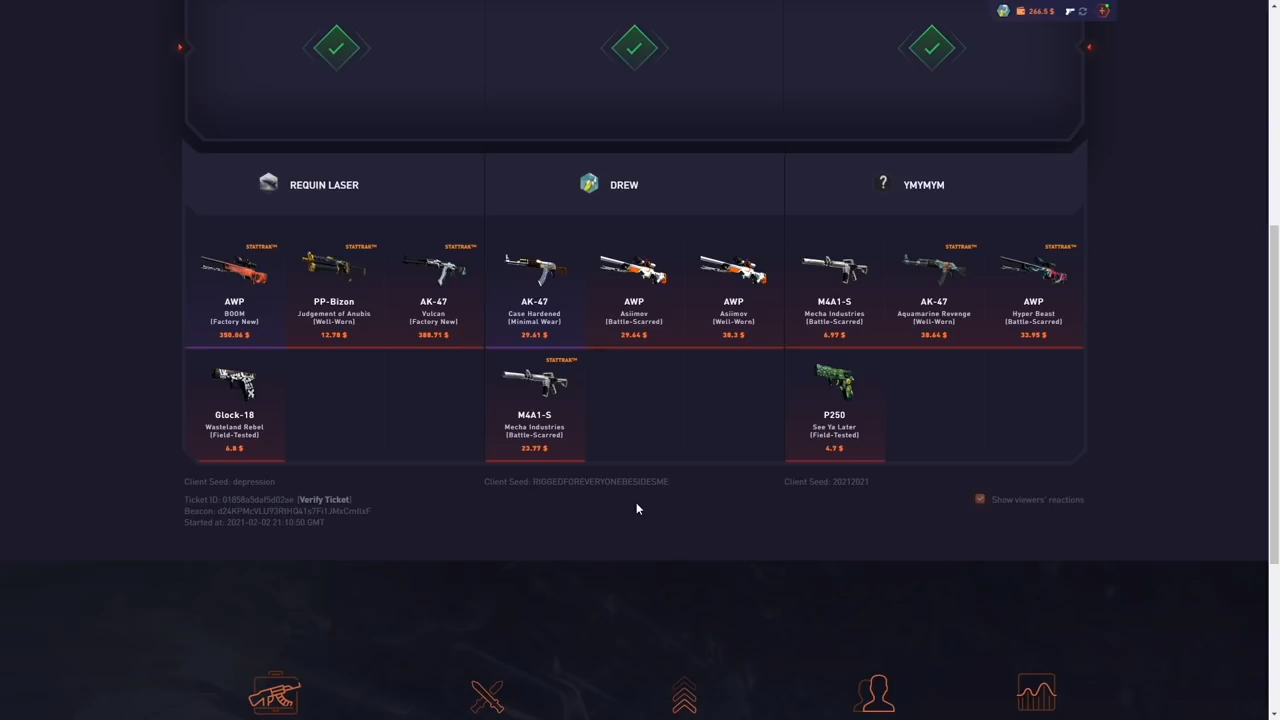 266.5 $
REQUIN LASER
DREW
YMYMYM
STATTRAK™
AWP
BOOM
(Factory New)
350.06 $
STATTRAK™
PP-Bizon
Judgement of Anubis
(Well-Worn)
12.78 $
STATTRAK™
AK-47
Vulcan
(Factory New)
388.71 $
AK-47
Case Hardened
(Minimal Wear)
29.61 $
AWP
Asiimov
(Battle-Scarred)
29.64 $
AWP
Asiimov
(Well-Worn)
38.3 $
M4A1-S
Mecha Industries
(Battle-Scarred)
6.97 $
STATTRAK™
AK-47
Aquamarine Revenge
(Well-Worn)
38.64 $
STATTRAK™
AWP
Hyper Beast
(Battle-Scarred)
33.95 $
Glock-18
Wasteland Rebel
(Field-Tested)
6.8 $
STATTRAK™
M4A1-S
Mecha Industries
(Battle-Scarred)
23.77 $
P250
See Ya Later
(Field-Tested)
4.7 $
Client Seed: depression
Client Seed: RIGGEDFOREVERYONEBESIDESME
Client Seed: 20212021
Ticket ID: 01858a5daf5d02ae (Verify Ticket)
Show viewers' reactions
Beacon:
Started at: 2021-02-02 21:10:50 GMT